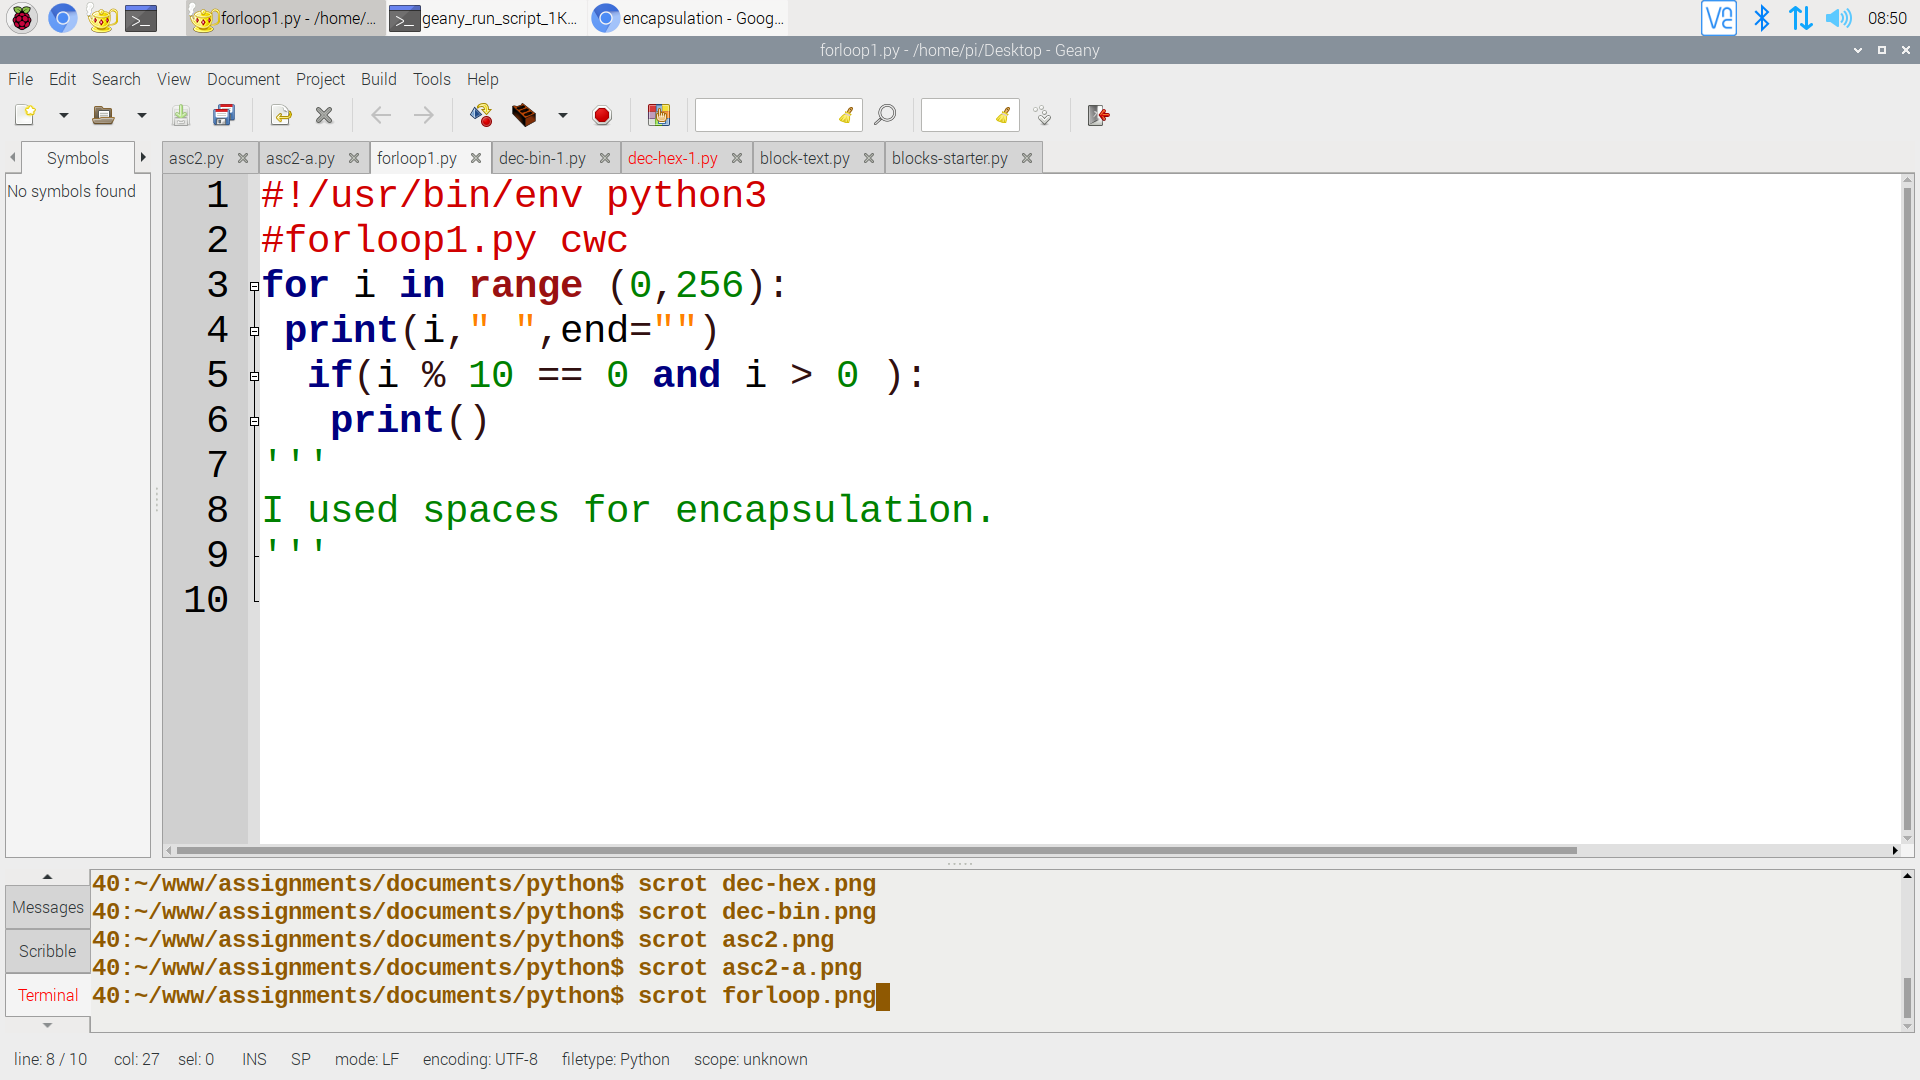 forloop1.py - /home/...
geany_run_script_1K...
encapsulation - Goog...
08:50
forloop1.py - /home/pi/Desktop - Geany
File Edit Search View Document Project Build Tools Help
Symbols
asc2.py
asc2-a.py
forloop1.py
dec-bin-1.py
dec-hex-1.py
block-text.py
blocks-starter.py
No symbols found
1 #!/usr/bin/env python3
2 #forloop1.py cwc
3 for i in range (0,256):
4  print(i," ",end="")
5   if(i % 10 == 0 and i > 0 ):
6    print()
7 '''
8 I used spaces for encapsulation.
9 '''
10
Messages
Scribble
Terminal
40:~/www/assignments/documents/python$ scrot dec-hex.png
40:~/www/assignments/documents/python$ scrot dec-bin.png
40:~/www/assignments/documents/python$ scrot asc2.png
40:~/www/assignments/documents/python$ scrot asc2-a.png
40:~/www/assignments/documents/python$ scrot forloop.png
line: 8 / 10 col: 27 sel: 0 INS SP mode: LF encoding: UTF-8 filetype: Python scope: unknown